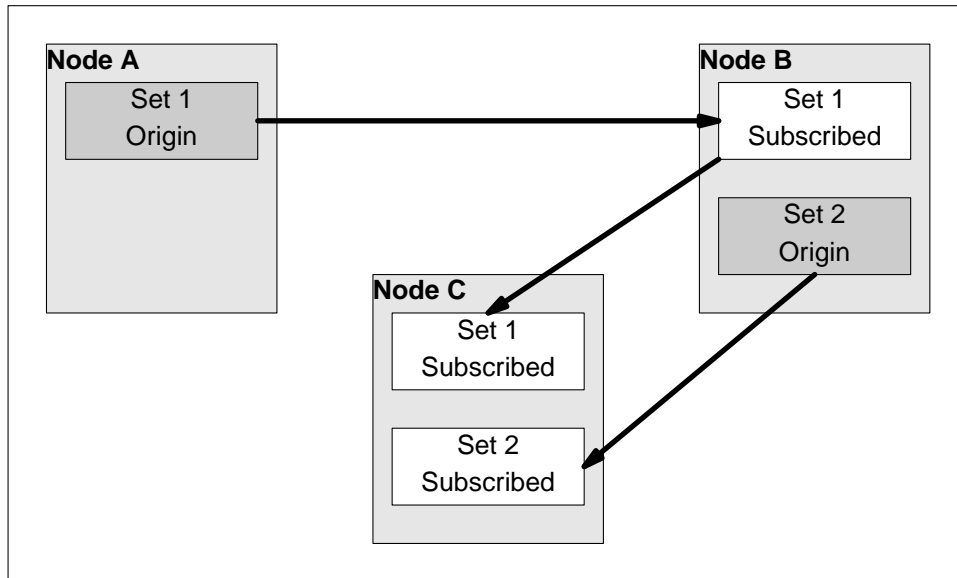 Node A
Set 1
Origin
Node B
Set 1
Subscribed
Set 2
Origin
Node C
Set 1
Subscribed
Set 2
Subscribed